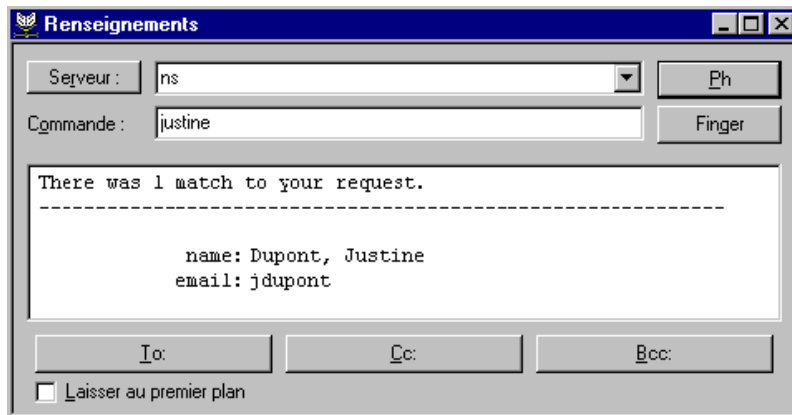 Renseignements
Serveur : ns Ph
Commande : justine Finger
There was 1 match to your request.
------------------------------------------------------------
name: Dupont, Justine
email: jdupont
To: Cc: Bcc:
Laisser au premier plan